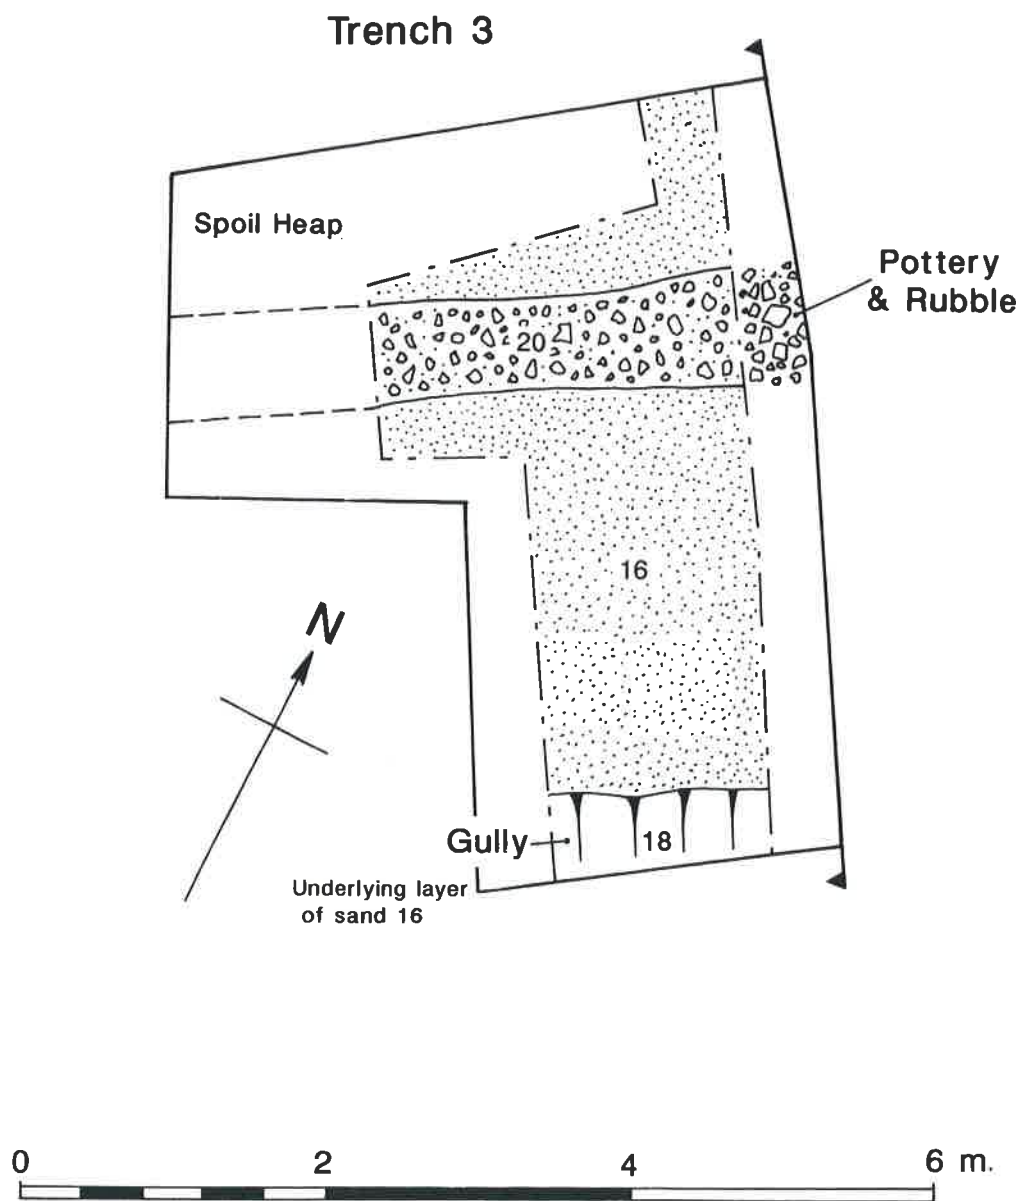 Trench 3
Spoil Heap
Pottery
& Rubble
20
16
N
Gully
18
Underlying layer
of sand 16
0 2 4 6 m.